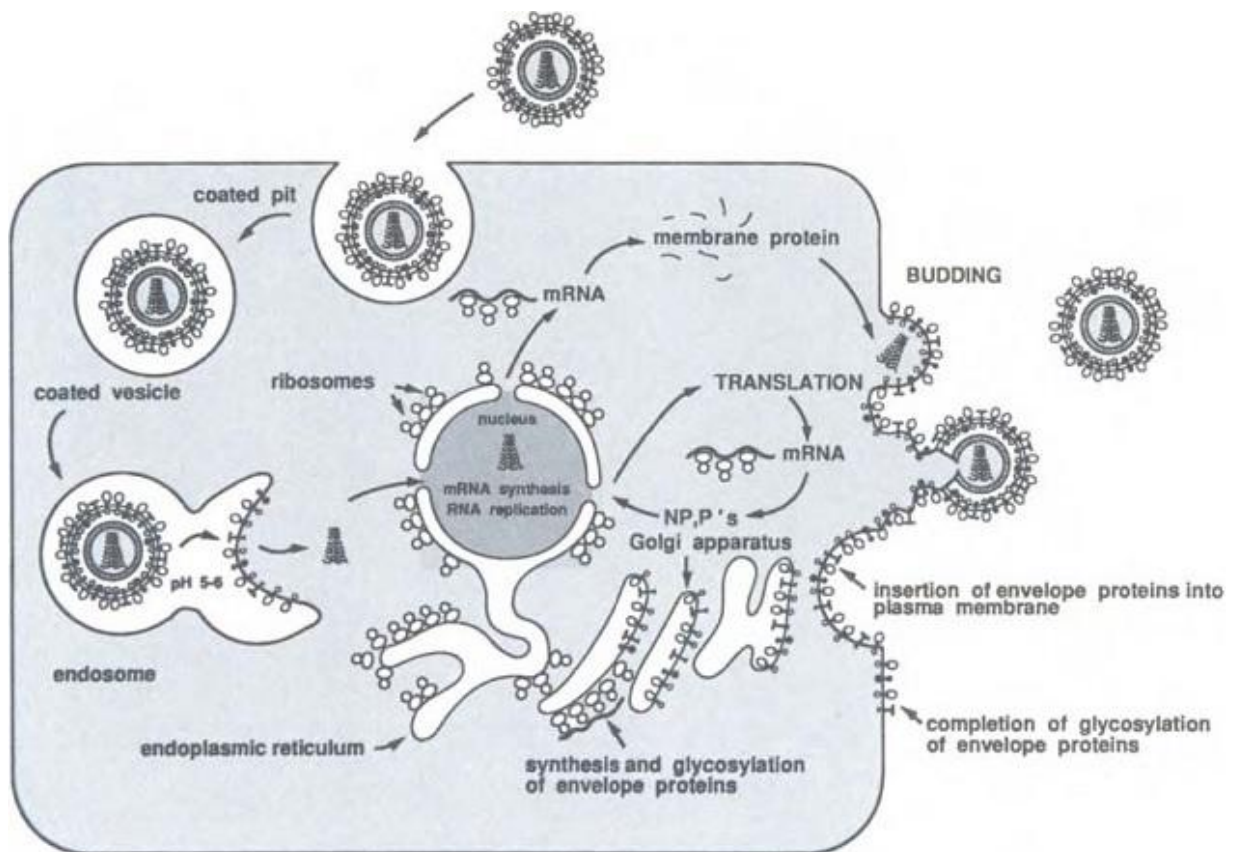 coated pit
membrane protein
BUDDING
mRNA
coated vesicle
ribosomes
TRANSLATION
nucleus
mRNA
mRNA synthesis
RNA replication
NP,P's
Golgi apparatus
pH 5-6
insertion of envelope proteins into
plasma membrane
endosome
completion of glycosylation
of envelope proteins
endoplasmic reticulum
synthesis and glycosylation
of envelope proteins